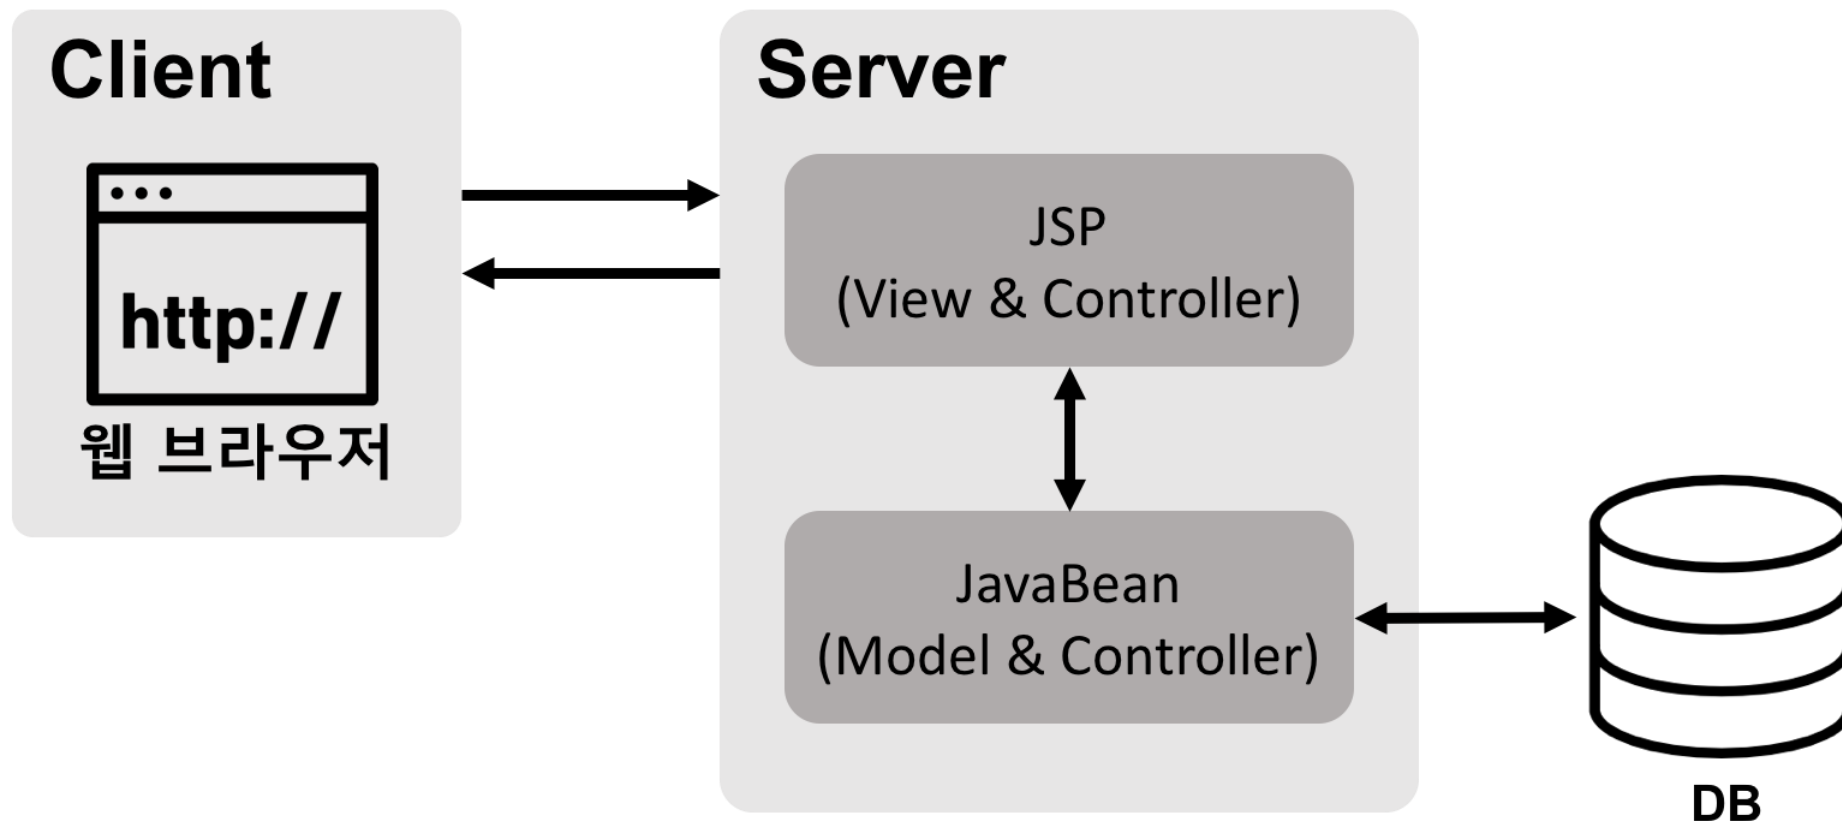 Client
http://
웹 브라우저
Server
JSP
(View & Controller)
JavaBean
(Model & Controller)
DB